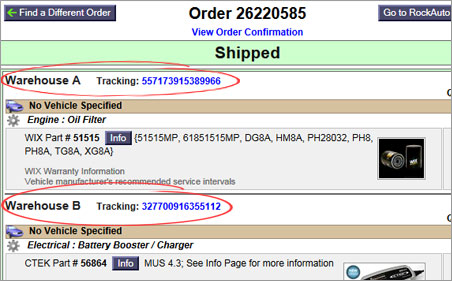 Find a Different Order
Order 26220585
Go to RockAuto
View Order Confirmation
Shipped
Warehouse A Tracking: 557173915389966
No Vehicle Specified
Engine : Oil Filter
WIX Part # 51515 Info {51515MP, 61851515MP, DG8A, HM8A, PH28032, PH8,
PH8A, TG8A, XG8A}
WIX Warranty Information
Vehicle manufacturer's recommended service intervals
Warehouse B Tracking: 327700916355112
No Vehicle Specified
Electrical : Battery Booster / Charger
CTEK Part # 56864 Info MUS 4.3; See Info Page for more information